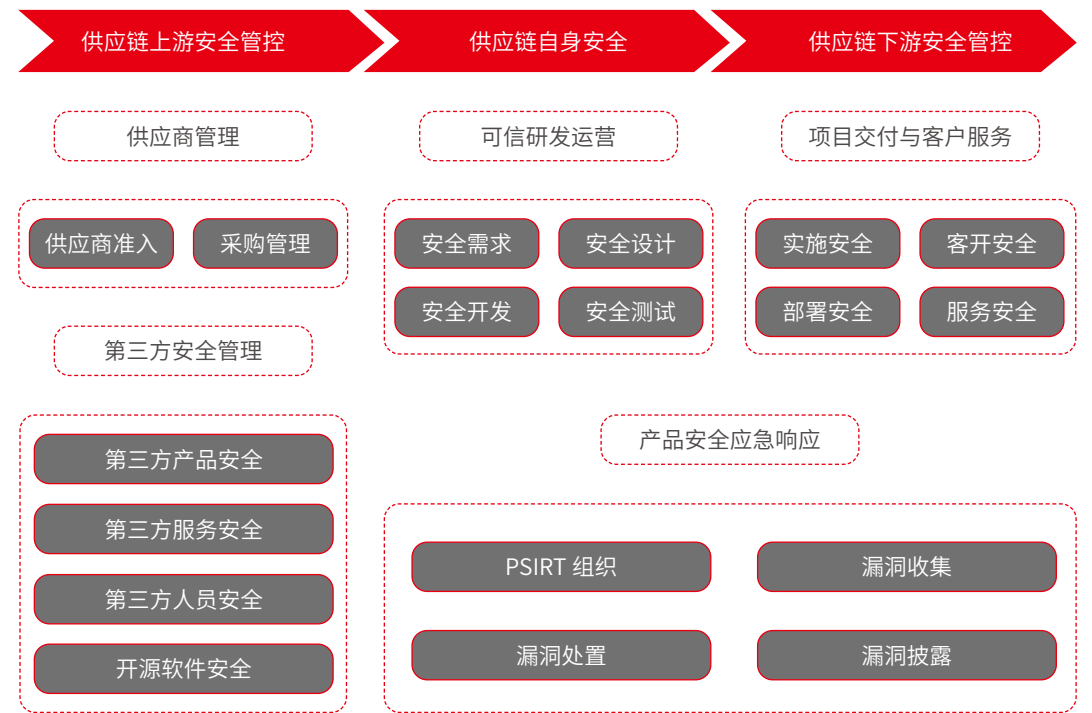 供应链上游安全管控
供应链自身安全
供应链下游安全管控
供应商管理
可信研发运营
项目交付与客户服务
供应商准入
采购管理
安全需求
安全设计
实施安全
客开安全
安全开发
安全测试
部署安全
服务安全
第三方安全管理
产品安全应急响应
第三方产品安全
第三方服务安全
第三方人员安全
开源软件安全
PSIRT 组织
漏洞收集
漏洞处置
漏洞披露